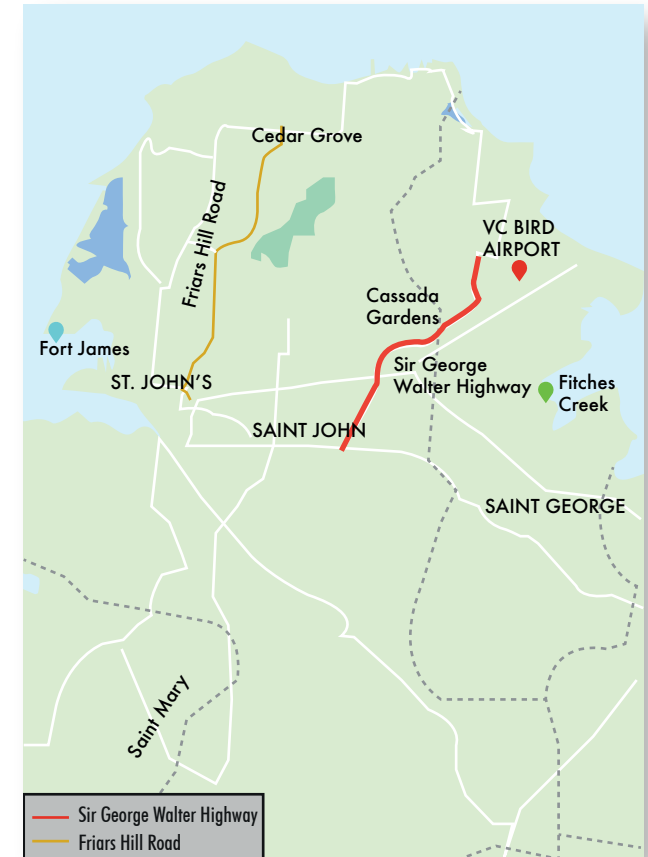 Cedar Grove
Friars Hill Road
VC BIRD
AIRPORT
Cassada
Gardens
Fort James
Sir George
Walter Highway
Fitches
Creek
ST. JOHN'S
SAINT JOHN
SAINT GEORGE
Saint Mary
Sir George Walter Highway
Friars Hill Road